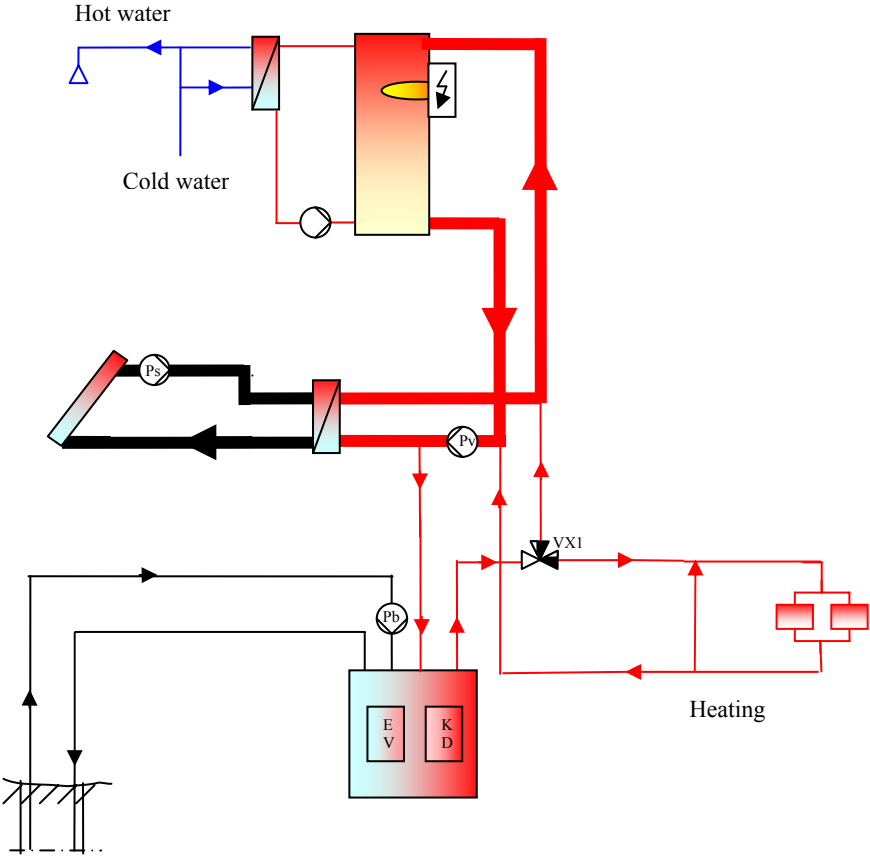 Hot water
Cold water
Ps
Pv
VX1
Pb
E
V
K
D
Heating